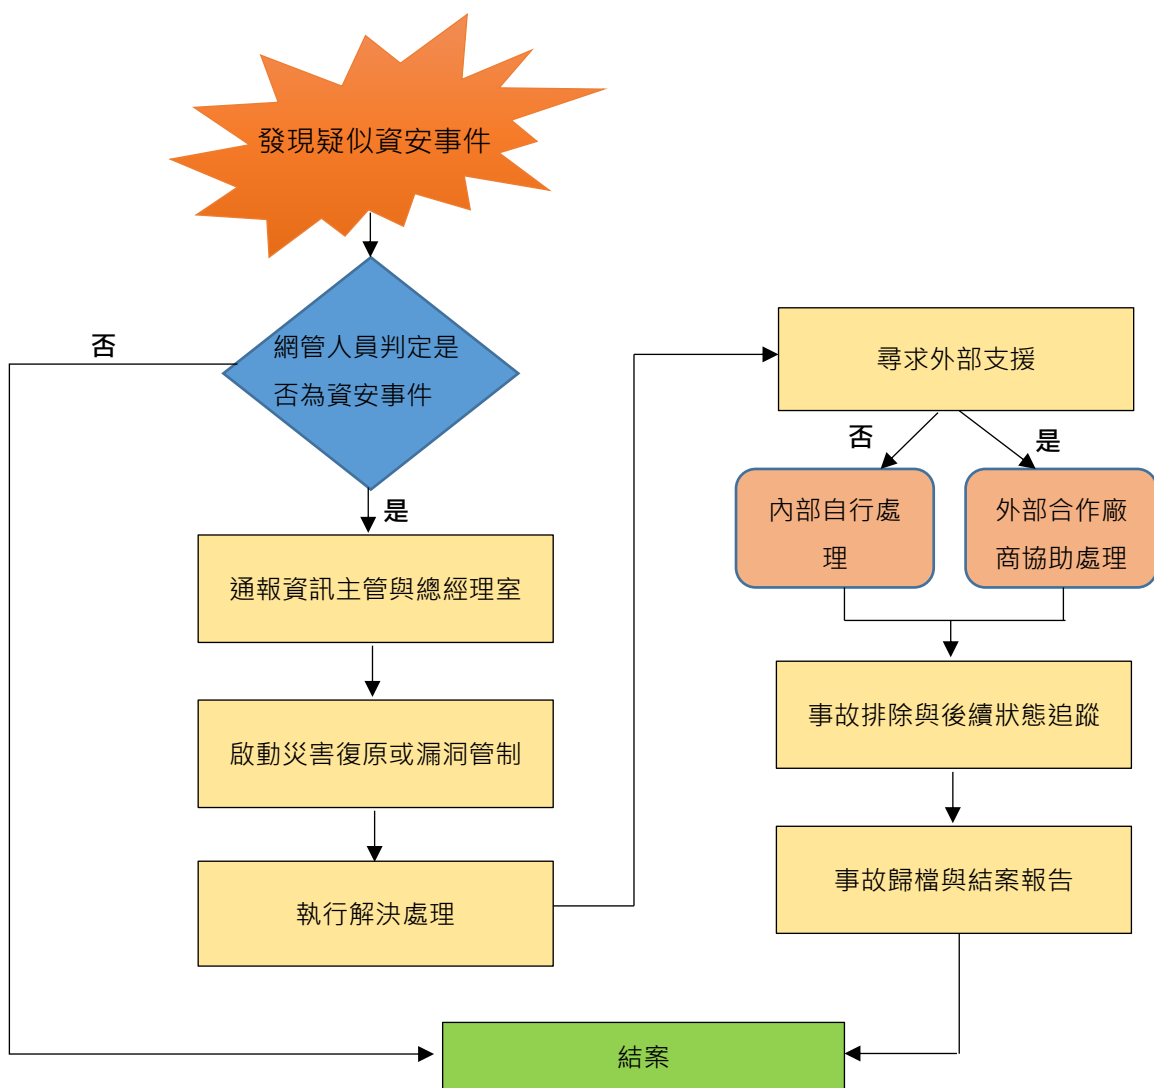 發現疑似資安事件
否
網管人員判定是
否為資安事件
是
通報資訊主管與總經理室
啟動災害復原或漏洞管制
執行解決處理
尋求外部支援
否
是
內部自行處
理
外部合作廠
商協助處理
事故排除與後續狀態追蹤
事故歸檔與結案報告
結案